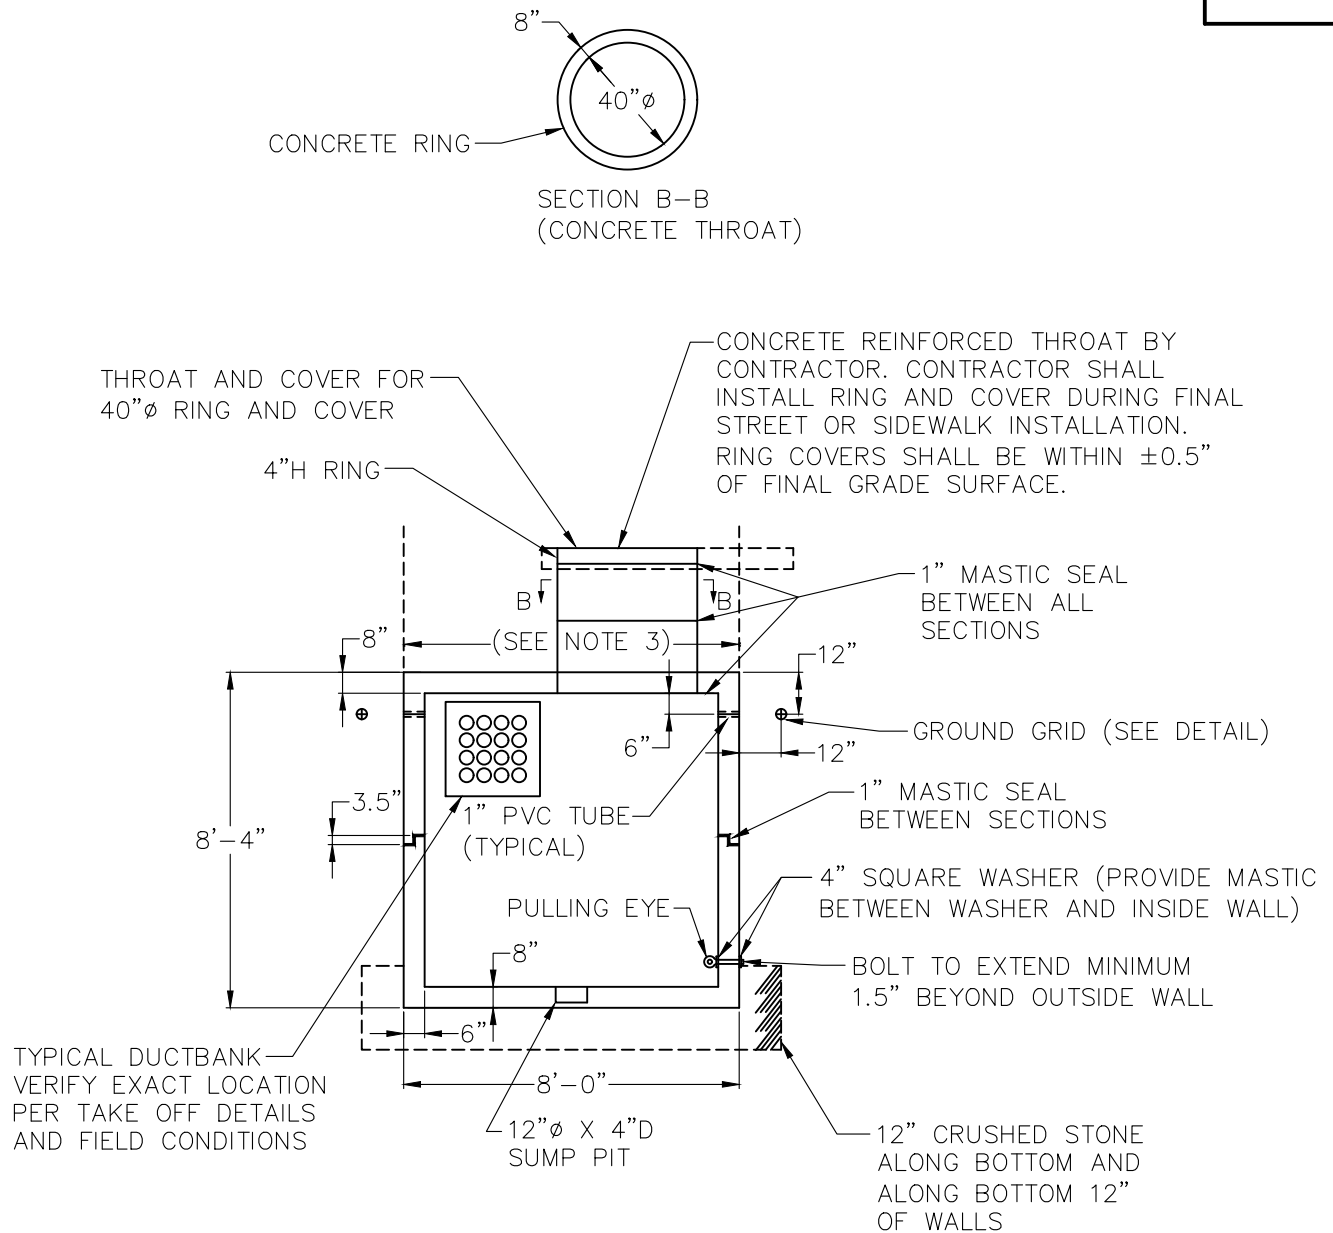 8"
40"ø
CONCRETE RING
SECTION B-B
(CONCRETE THROAT)
CONCRETE REINFORCED THROAT BY
CONTRACTOR. CONTRACTOR SHALL
INSTALL RING AND COVER DURING FINAL
STREET OR SIDEWALK INSTALLATION.
RING COVERS SHALL BE WITHIN ±0.5"
OF FINAL GRADE SURFACE.
THROAT AND COVER FOR
40"ø RING AND COVER
4"H RING
1" MASTIC SEAL
BETWEEN ALL
SECTIONS
B
B
8"
(SEE NOTE 3)
12"
GROUND GRID (SEE DETAIL)
6"
12"
3.5"
1" PVC TUBE
(TYPICAL)
1" MASTIC SEAL
BETWEEN SECTIONS
8'-4"
4" SQUARE WASHER (PROVIDE MASTIC
BETWEEN WASHER AND INSIDE WALL)
PULLING EYE
8"
BOLT TO EXTEND MINIMUM
1.5" BEYOND OUTSIDE WALL
6"
TYPICAL DUCTBANK
VERIFY EXACT LOCATION
PER TAKE OFF DETAILS
AND FIELD CONDITIONS
8'-0"
12"ø X 4"D
SUMP PIT
12" CRUSHED STONE
ALONG BOTTOM AND
ALONG BOTTOM 12"
OF WALLS